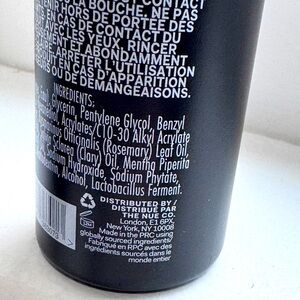 LA BOUCHE. NE PAS
HORS DE PORTÉE DES
EN CAS DE CONTACT DU
LES YEUX, RINCER
ET ABONDAMMENT
ARRÊTER L'UTILISATION
EN CAS D'APPARITION
OU DE DÉMANGEAISONS.
INGREDIENTS:
Glycerin, Pentylene Glycol, Benzyl
Acrylates/C10-30 Alkyl Acrylate
Officinalis (Rosemary) Leaf Oil,
Sclarea (Clary) Oil, Mentha Piperita
Hydroxide, Sodium Phytate,
Alcohol, Lactobacillus Ferment.
DISTRIBUTED BY/
DISTRIBUE PAR
THE NUE CO.
London, E1 6PX,
New York, NY 10008
Made in the PRC using
globally sourced ingredients/
Fabriqué en RPC avec des
ingrédients sourcés dans le
monde entier